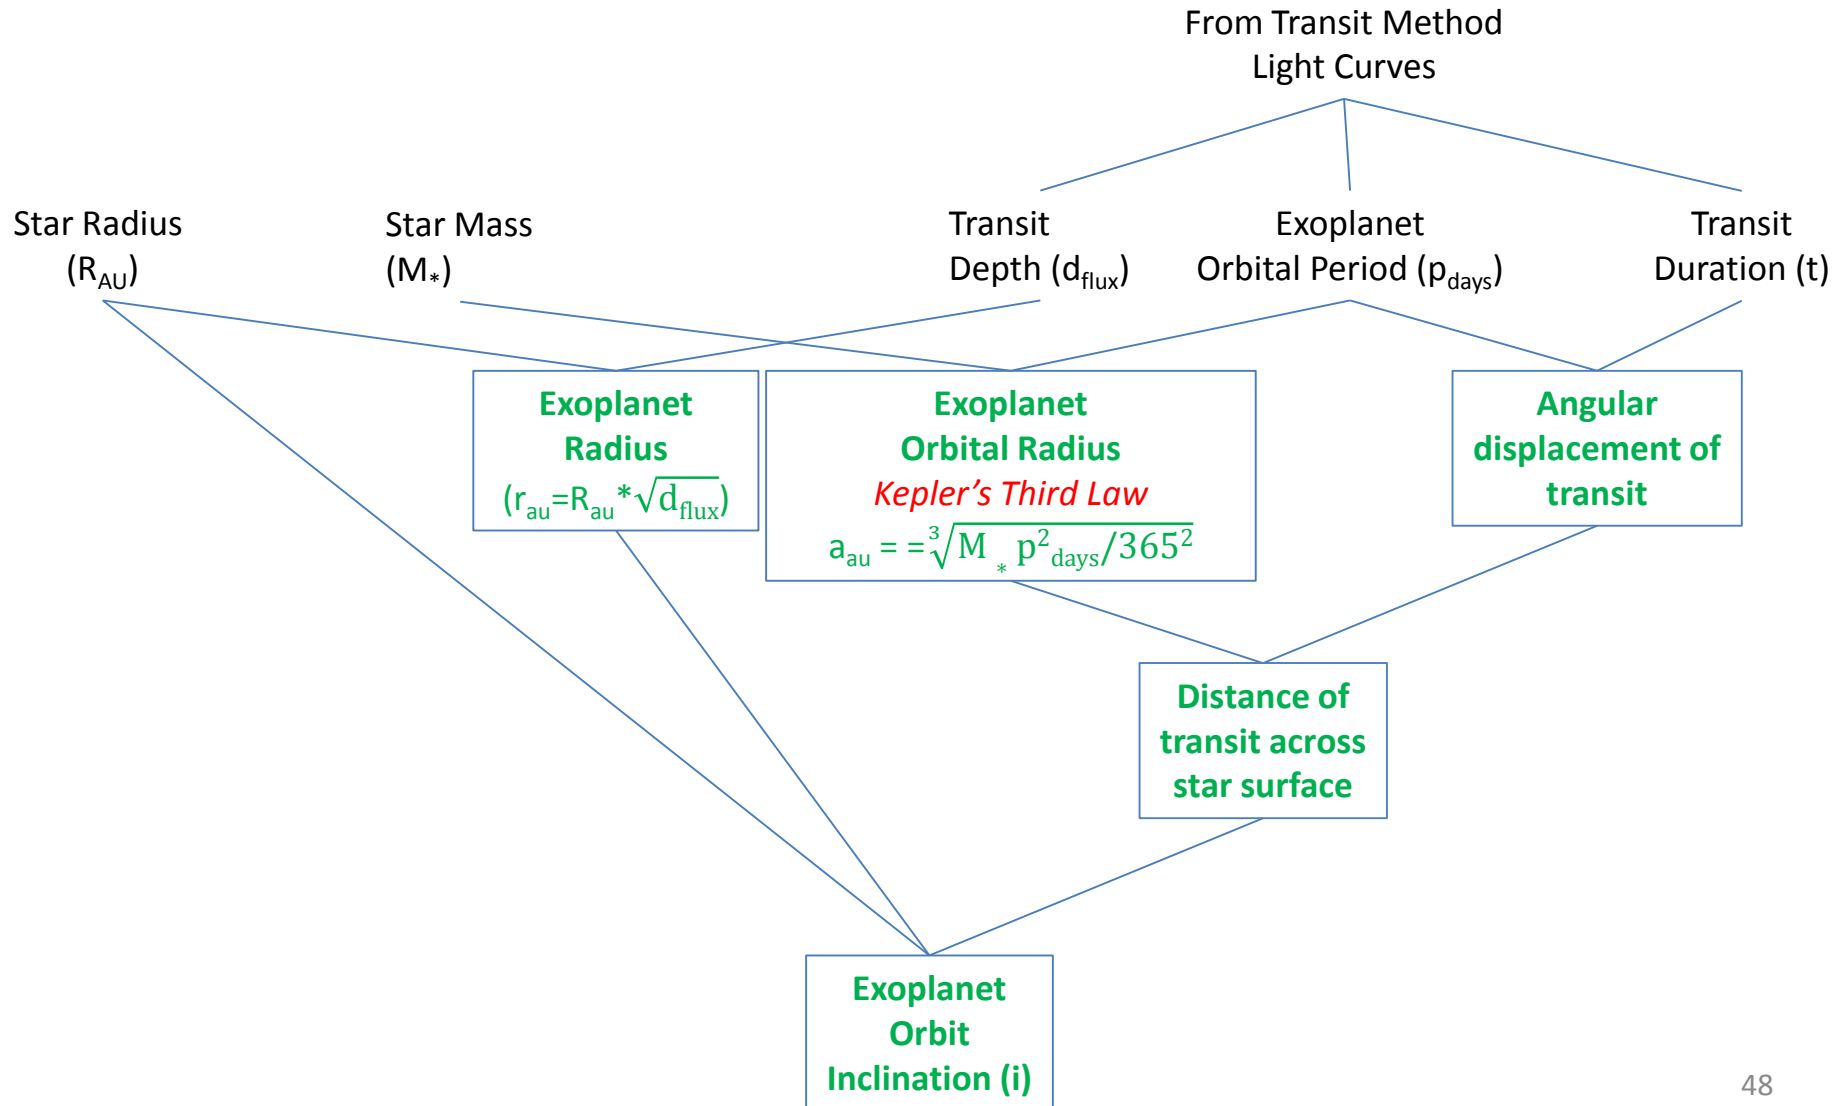 From Transit Method
Light Curves
Star Radius
(R_AU)
Star Mass
(M_*)
Transit
Depth (d_flux)
Exoplanet
Orbital Period (p_days)
Transit
Duration (t)
Exoplanet
Radius
(r_au=R_au*√d_flux)
Exoplanet
Orbital Radius
Kepler's Third Law
a_au = =∛M_* p²_days/365²
Angular
displacement of
transit
Distance of
transit across
star surface
Exoplanet
Orbit
Inclination (i)
48